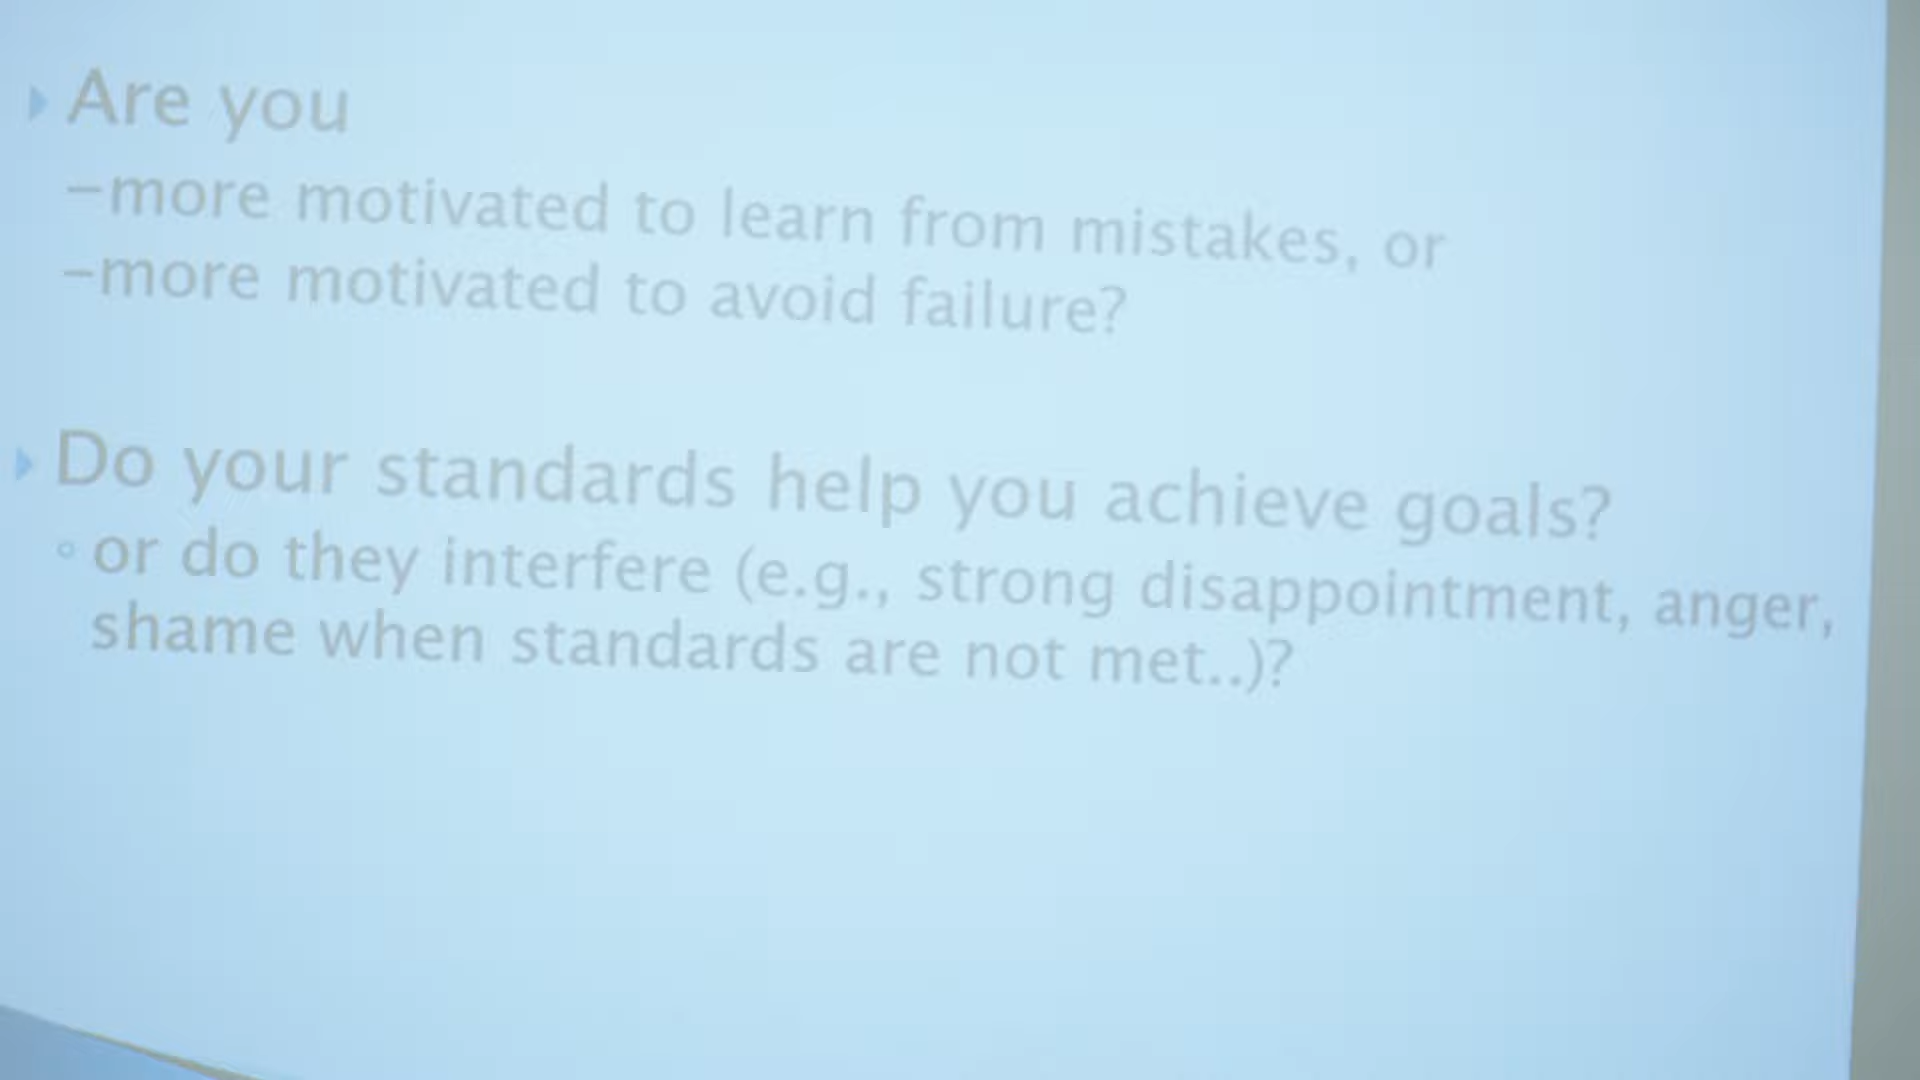 Are you
–more motivated to learn from mistakes, or
–more motivated to avoid failure?
Do your standards help you achieve goals?
or do they interfere (e.g., strong disappointment, anger,
shame when standards are not met..)?